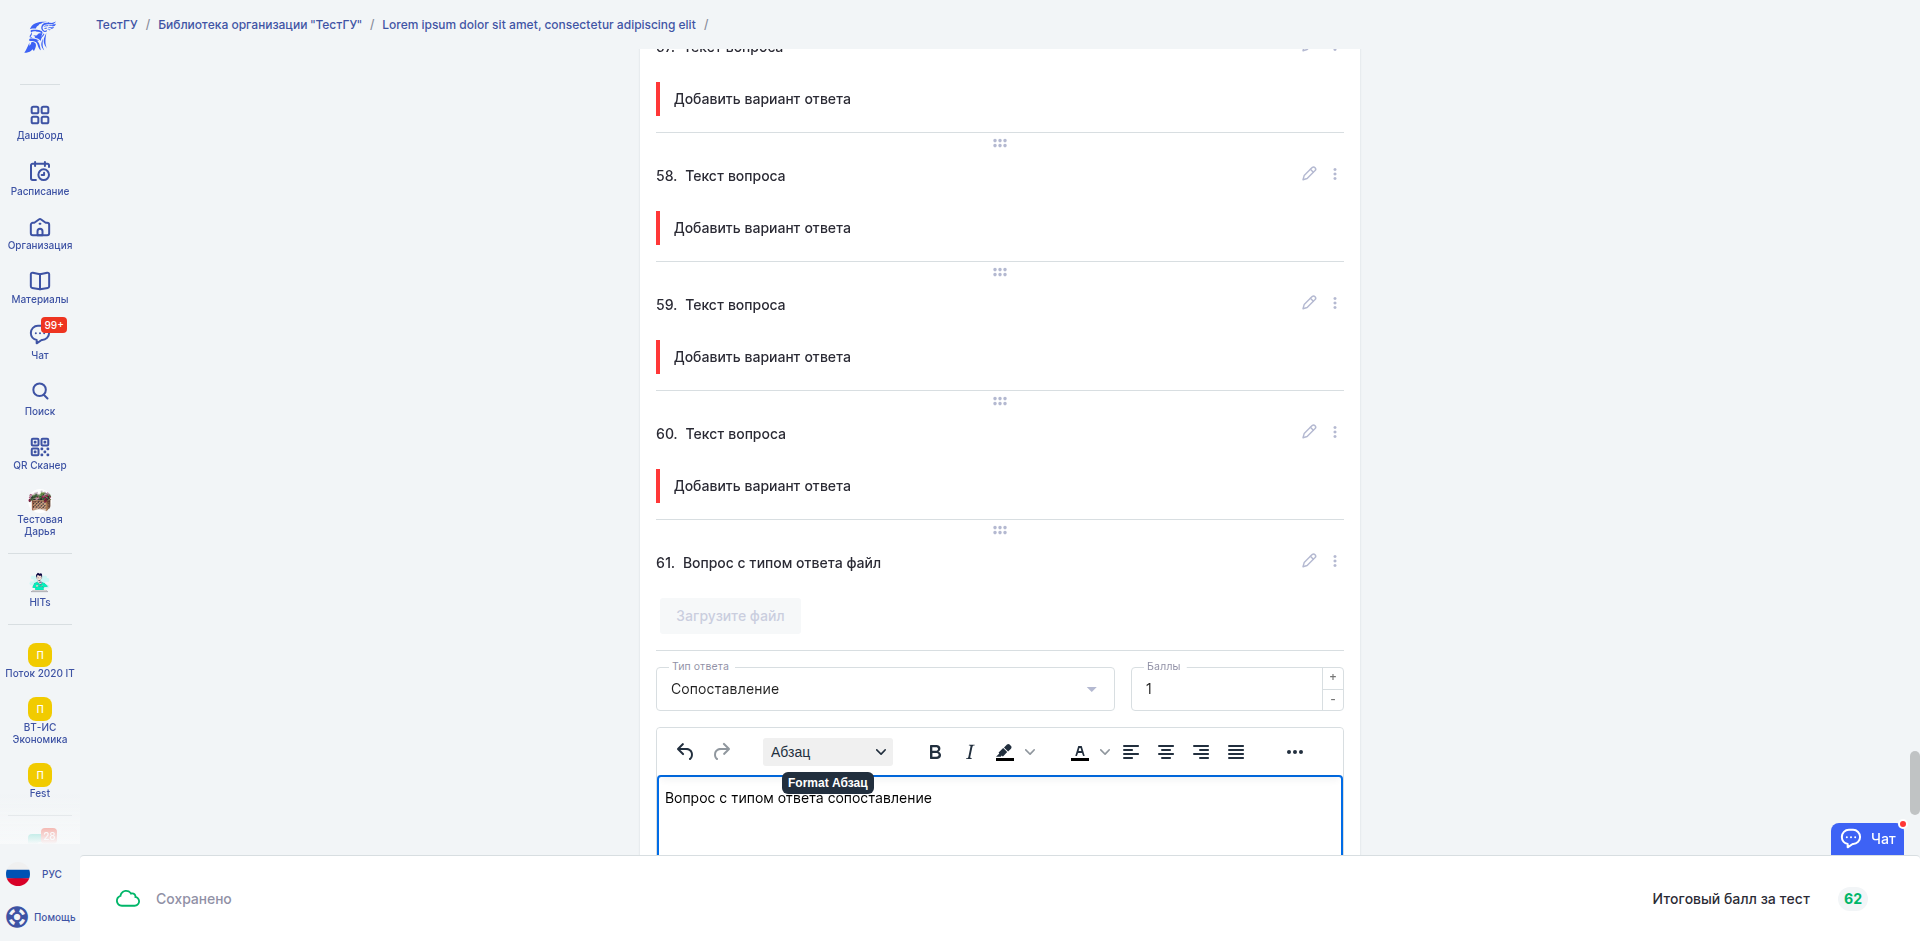 ТестГУ / Библиотека организации "ТестГУ" / Lorem ipsum dolor sit amet, consectetur adipiscing elit /
Дашборд
Расписание
Организация
Материалы
99+
Чат
Поиск
QR Сканер
Тестовая
Дарья
HITs
П
Поток 2020 IT
П
ВТ-ИС
Экономика
П
Fest
28
РУС
Помощь
57. Текст вопроса
Добавить вариант ответа
58. Текст вопроса
Добавить вариант ответа
59. Текст вопроса
Добавить вариант ответа
60. Текст вопроса
Добавить вариант ответа
61. Вопрос с типом ответа файл
Загрузите файл
Тип ответа
Сопоставление
Баллы
1
+
-
Абзац
B I A
Format Абзац
Вопрос с типом ответа сопоставление
Чат
Сохранено
Итоговый балл за тест 62